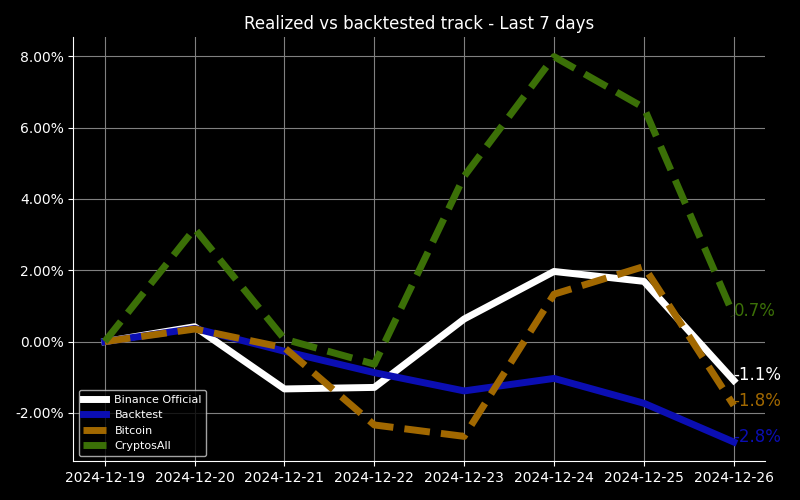 Realized vs backtested track - Last 7 days
8.00%
6.00%
4.00%
2.00%
0.00%
-2.00%
0.7%
-1.1%
-1.8%
-2.8%
Binance Official
Backtest
Bitcoin
CryptosAll
2024-12-19 2024-12-20 2024-12-21 2024-12-22 2024-12-23 2024-12-24 2024-12-25 2024-12-26